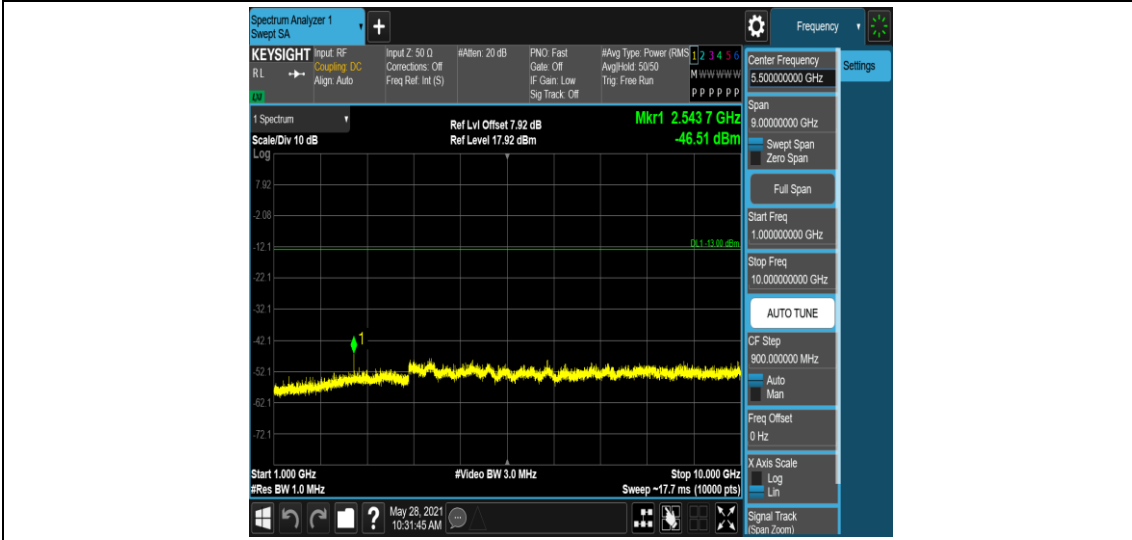 Spectrum Analyzer 1
Swept SA
Frequency
KEYSIGHT
RL
Input: RF
Coupling: DC
Align: Auto
Input Z: 50 Ω
Corrections: Off
Freq Ref: Int (S)
#Atten: 20 dB
PNO: Fast
Gate: Off
IF Gain: Low
Sig Track: Off
#Avg Type: Power (RMS
Avg|Hold: 50/50
Trig: Free Run
1 2 3 4 5 6
M W W W W W
P P P P P P
1 Spectrum
Scale/Div 10 dB
Log
Ref Lvl Offset 7.92 dB
Ref Level 17.92 dBm
Mkr1 2.543 7 GHz
-46.51 dBm
7.92
-2.08
-12.1
DL1 -13.00 dBm
-22.1
-32.1
-42.1
1
-52.1
-62.1
-72.1
Start 1.000 GHz
#Res BW 1.0 MHz
#Video BW 3.0 MHz
Stop 10.000 GHz
Sweep ~17.7 ms (10000 pts)
May 28, 2021
10:31:45 AM
Center Frequency
5.500000000 GHz
Settings
Span
9.00000000 GHz
Swept Span
Zero Span
Full Span
Start Freq
1.000000000 GHz
Stop Freq
10.000000000 GHz
AUTO TUNE
CF Step
900.000000 MHz
Auto
Man
Freq Offset
0 Hz
X Axis Scale
Log
Lin
Signal Track
(Span Zoom)